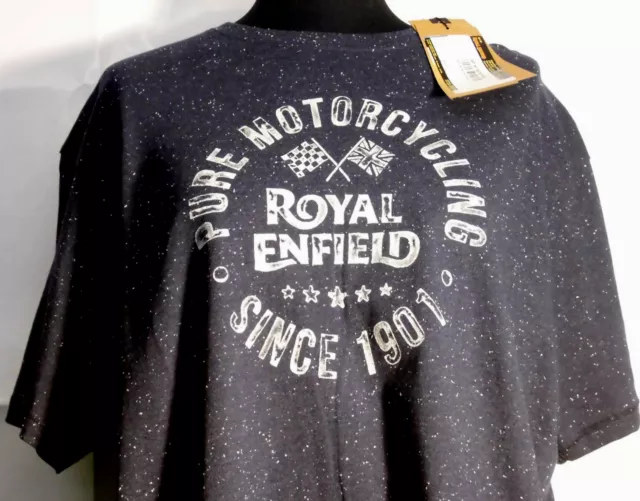 PURE MOTORCYCLING
ROYAL
ENFIELD
SINCE 1901